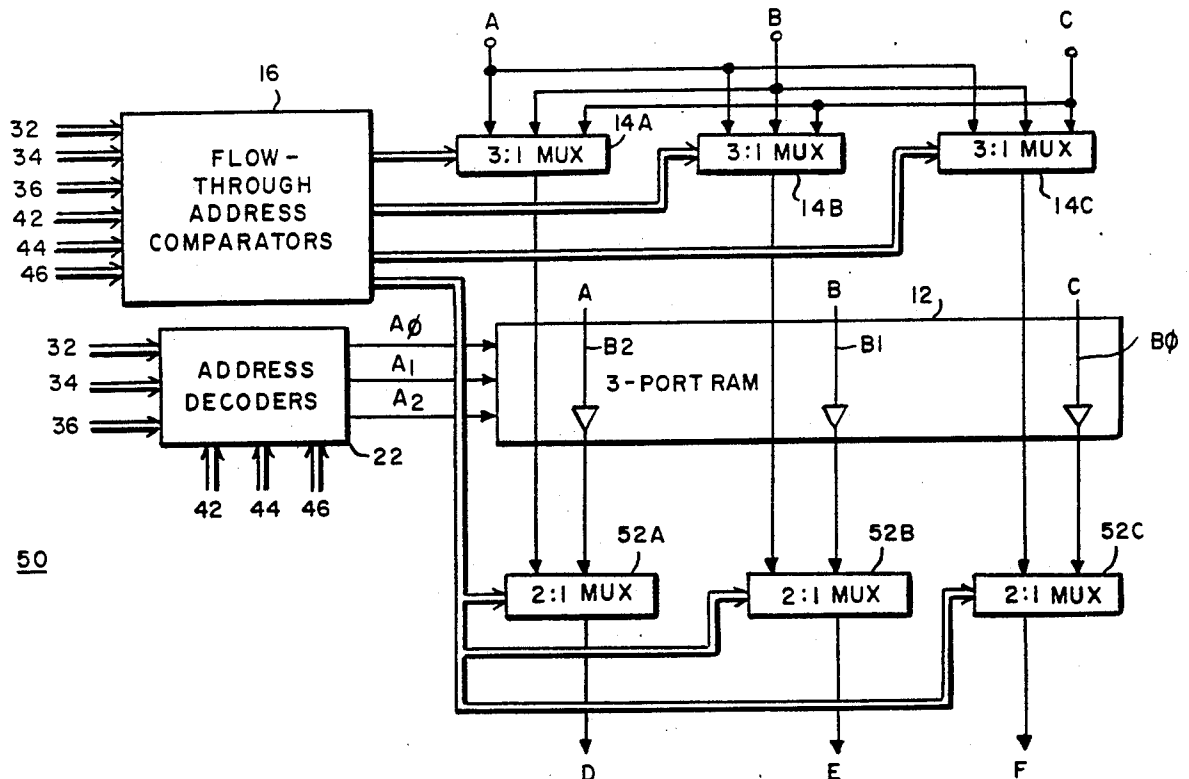 A
B
C
16
32
34
36
42
44
46
FLOW-
THROUGH
ADDRESS
COMPARATORS
14A
3:1 MUX
3:1 MUX
3:1 MUX
14B
14C
A
B
C
12
32
34
36
ADDRESS
DECODERS
AØ
A1
A2
B2
B1
BØ
3-PORT RAM
22
42
44
46
50
52A
52B
52C
2:1 MUX
2:1 MUX
2:1 MUX
D
E
F